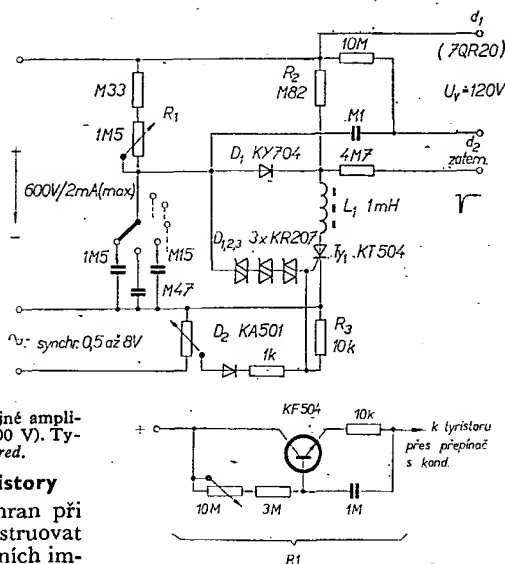 d₁
(7QR20)
10M
R₂
M82
M33
Uᵥ = 120V
R₁
1M5
M1
d₂
zatem.
D₁ KY704
4M7
+
600V/2mA(max)
-
L₁ 1mH
D₁,₂,₃ 3x KR207
Ty₁ KT504
1M5
M15
M47
synchr. 0,5 až 8V
D₂ KA501
1k
R₃
10k
jné ampli-
00 V). Ty-
red.
istory
hran při
struovat
ních im-
KF504
+
10k
k tyristoru
přes přepínač
s kond.
10M
3M
1M
R1